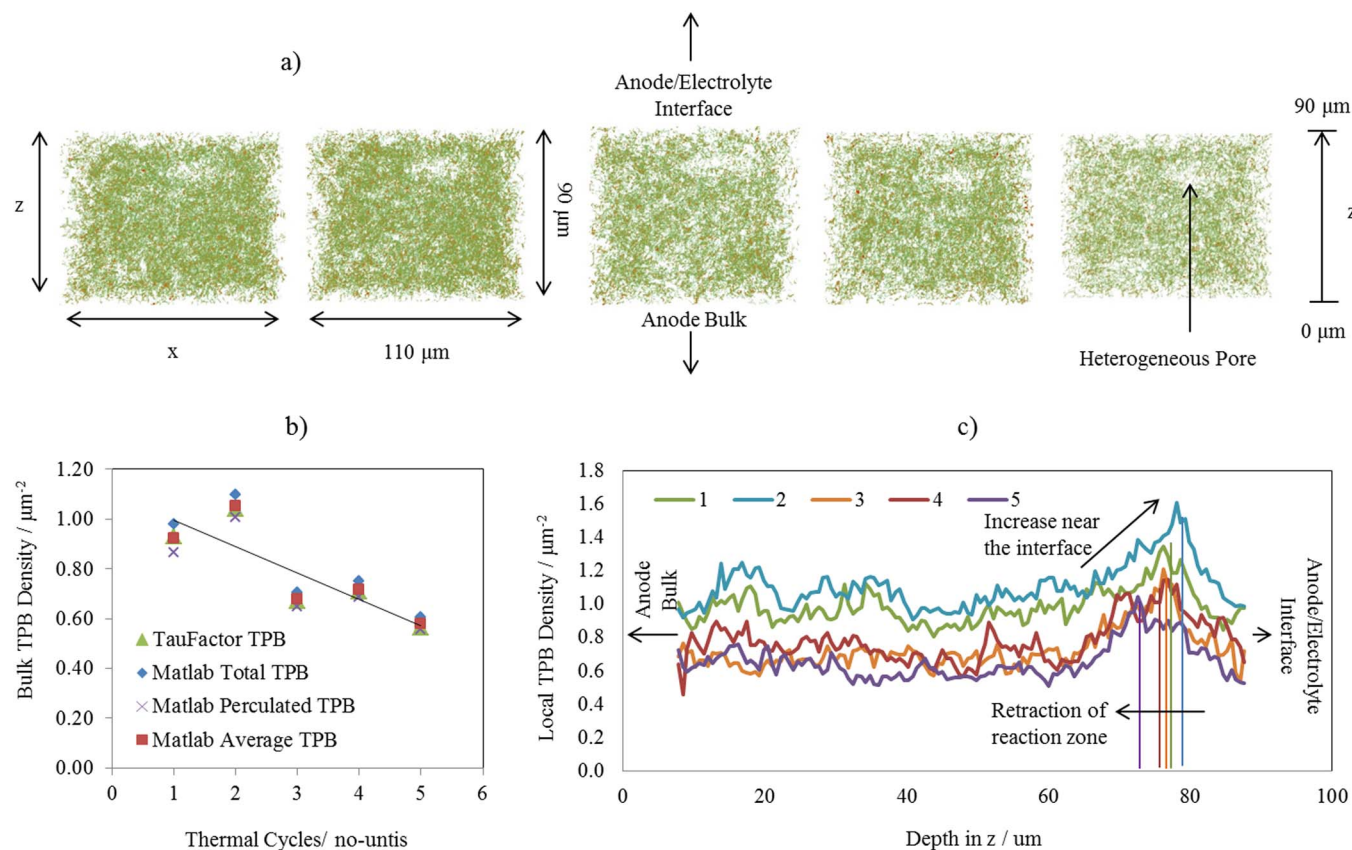 a)
Anode/Electrolyte
Interface
90 µm
z
90 µm
z
Anode Bulk
0 µm
x
110 µm
Heterogeneous Pore
b)
1.20
1.00
0.80
0.60
0.40
0.20
0.00
Bulk TPB Density / µm-2
TauFactor TPB
Matlab Total TPB
Matlab Perculated TPB
Matlab Average TPB
0 1 2 3 4 5 6
Thermal Cycles/ no-untis
c)
1.8
1.6
1.4
1.2
1.0
0.8
0.6
0.4
0.2
0.0
Local TPB Density / µm-2
1 2 3 4 5
Increase near
the interface
Anode
Bulk
Anode/Electrolyte
Interface
Retraction of
reaction zone
0 20 40 60 80 100
Depth in z / um